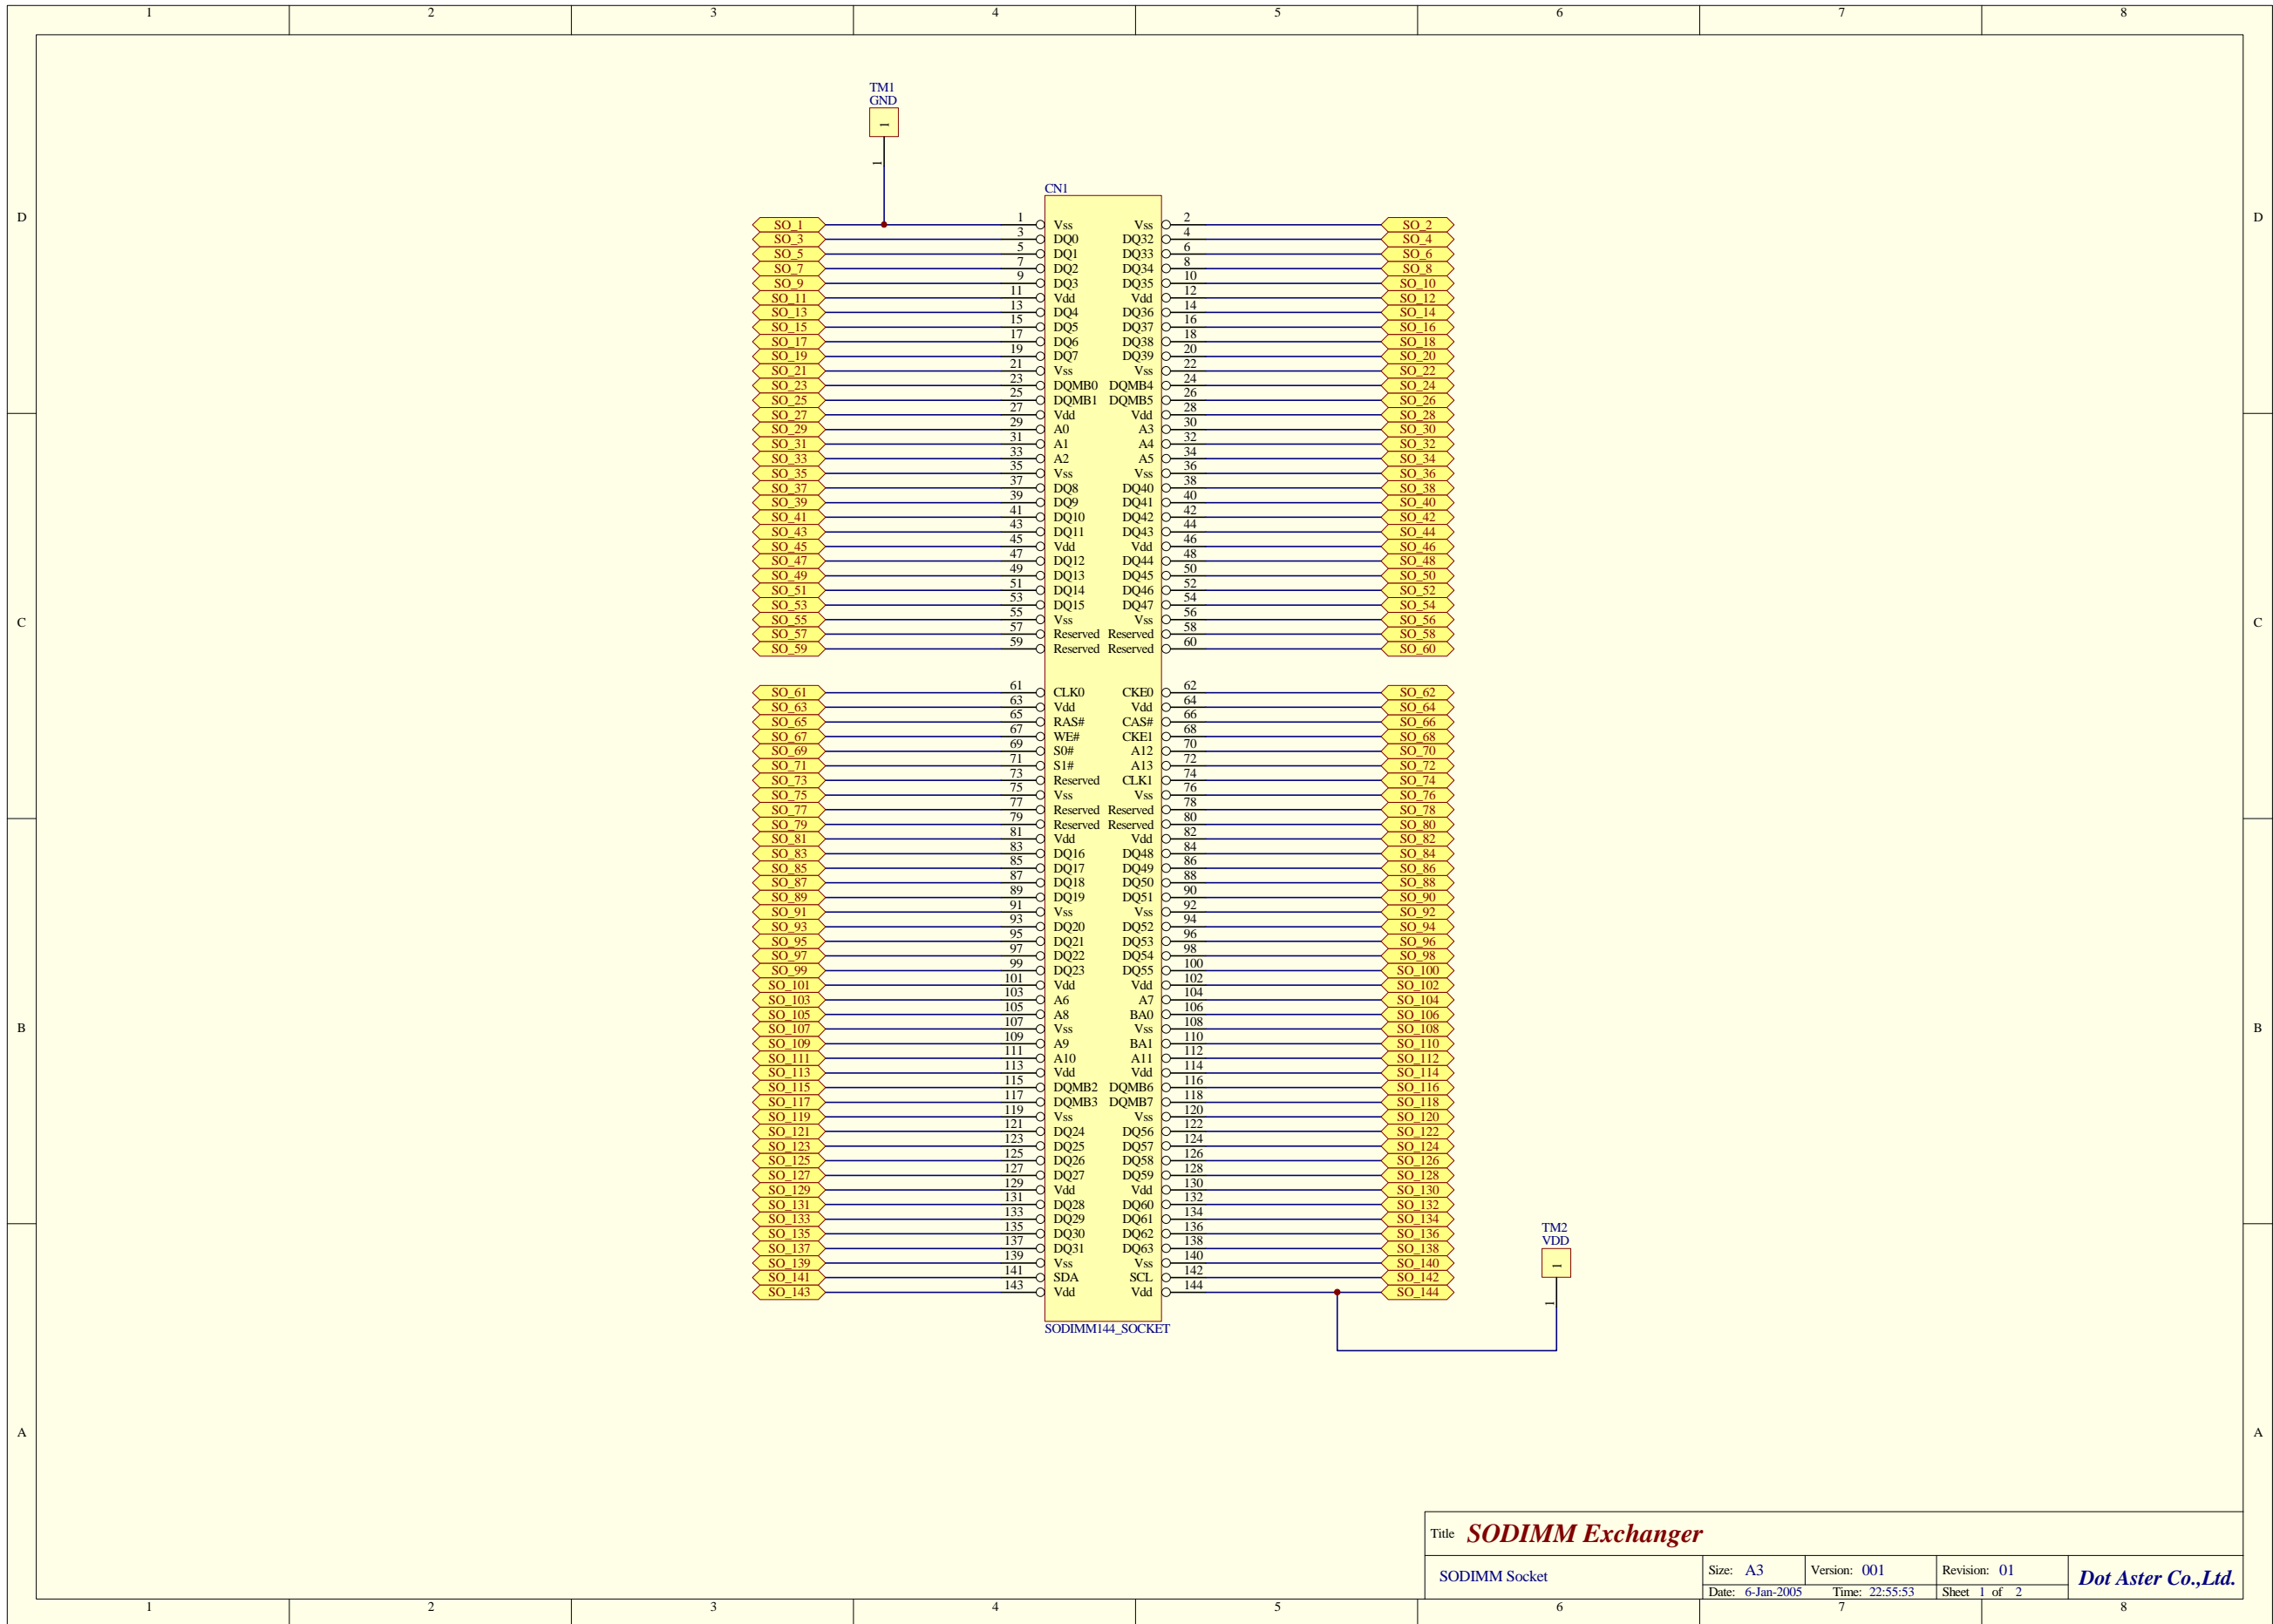 1 2 3 4 5 6 7 8
TM1
GND
1
1
CN1
D D
SO_1 1 Vss Vss 2 SO_2
SO_3 3 DQ0 DQ32 4 SO_4
SO_5 5 DQ1 DQ33 6 SO_6
SO_7 7 DQ2 DQ34 8 SO_8
SO_9 9 DQ3 DQ35 10 SO_10
SO_11 11 Vdd Vdd 12 SO_12
SO_13 13 DQ4 DQ36 14 SO_14
SO_15 15 DQ5 DQ37 16 SO_16
SO_17 17 DQ6 DQ38 18 SO_18
SO_19 19 DQ7 DQ39 20 SO_20
SO_21 21 Vss Vss 22 SO_22
SO_23 23 DQMB0 DQMB4 24 SO_24
SO_25 25 DQMB1 DQMB5 26 SO_26
SO_27 27 Vdd Vdd 28 SO_28
SO_29 29 A0 A3 30 SO_30
SO_31 31 A1 A4 32 SO_32
SO_33 33 A2 A5 34 SO_34
SO_35 35 Vss Vss 36 SO_36
SO_37 37 DQ8 DQ40 38 SO_38
SO_39 39 DQ9 DQ41 40 SO_40
SO_41 41 DQ10 DQ42 42 SO_42
SO_43 43 DQ11 DQ43 44 SO_44
SO_45 45 Vdd Vdd 46 SO_46
SO_47 47 DQ12 DQ44 48 SO_48
SO_49 49 DQ13 DQ45 50 SO_50
SO_51 51 DQ14 DQ46 52 SO_52
SO_53 53 DQ15 DQ47 54 SO_54
SO_55 55 Vss Vss 56 SO_56
C C
SO_57 57 Reserved Reserved 58 SO_58
SO_59 59 Reserved Reserved 60 SO_60
SO_61 61 CLK0 CKE0 62 SO_62
SO_63 63 Vdd Vdd 64 SO_64
SO_65 65 RAS# CAS# 66 SO_66
SO_67 67 WE# CKE1 68 SO_68
SO_69 69 S0# A12 70 SO_70
SO_71 71 S1# A13 72 SO_72
SO_73 73 Reserved CLK1 74 SO_74
SO_75 75 Vss Vss 76 SO_76
SO_77 77 Reserved Reserved 78 SO_78
SO_79 79 Reserved Reserved 80 SO_80
SO_81 81 Vdd Vdd 82 SO_82
SO_83 83 DQ16 DQ48 84 SO_84
SO_85 85 DQ17 DQ49 86 SO_86
SO_87 87 DQ18 DQ50 88 SO_88
SO_89 89 DQ19 DQ51 90 SO_90
SO_91 91 Vss Vss 92 SO_92
SO_93 93 DQ20 DQ52 94 SO_94
SO_95 95 DQ21 DQ53 96 SO_96
SO_97 97 DQ22 DQ54 98 SO_98
SO_99 99 DQ23 DQ55 100 SO_100
SO_101 101 Vdd Vdd 102 SO_102
SO_103 103 A6 A7 104 SO_104
SO_105 105 A8 BA0 106 SO_106
B B
SO_107 107 Vss Vss 108 SO_108
SO_109 109 A9 BA1 110 SO_110
SO_111 111 A10 A11 112 SO_112
SO_113 113 Vdd Vdd 114 SO_114
SO_115 115 DQMB2 DQMB6 116 SO_116
SO_117 117 DQMB3 DQMB7 118 SO_118
SO_119 119 Vss Vss 120 SO_120
SO_121 121 DQ24 DQ56 122 SO_122
SO_123 123 DQ25 DQ57 124 SO_124
SO_125 125 DQ26 DQ58 126 SO_126
SO_127 127 DQ27 DQ59 128 SO_128
SO_129 129 Vdd Vdd 130 SO_130
SO_131 131 DQ28 DQ60 132 SO_132
SO_133 133 DQ29 DQ61 134 SO_134
SO_135 135 DQ30 DQ62 136 SO_136
SO_137 137 DQ31 DQ63 138 SO_138
SO_139 139 Vss Vss 140 SO_140
SO_141 141 SDA SCL 142 SO_142
SO_143 143 Vdd Vdd 144 SO_144
TM2
VDD
1
1
SODIMM144_SOCKET
A A
Title SODIMM Exchanger
SODIMM Socket
Size: A3 Version: 001 Revision: 01
Date: 6-Jan-2005 Time: 22:55:53 Sheet 1 of 2
Dot Aster Co.,Ltd.
1 2 3 4 5 6 7 8